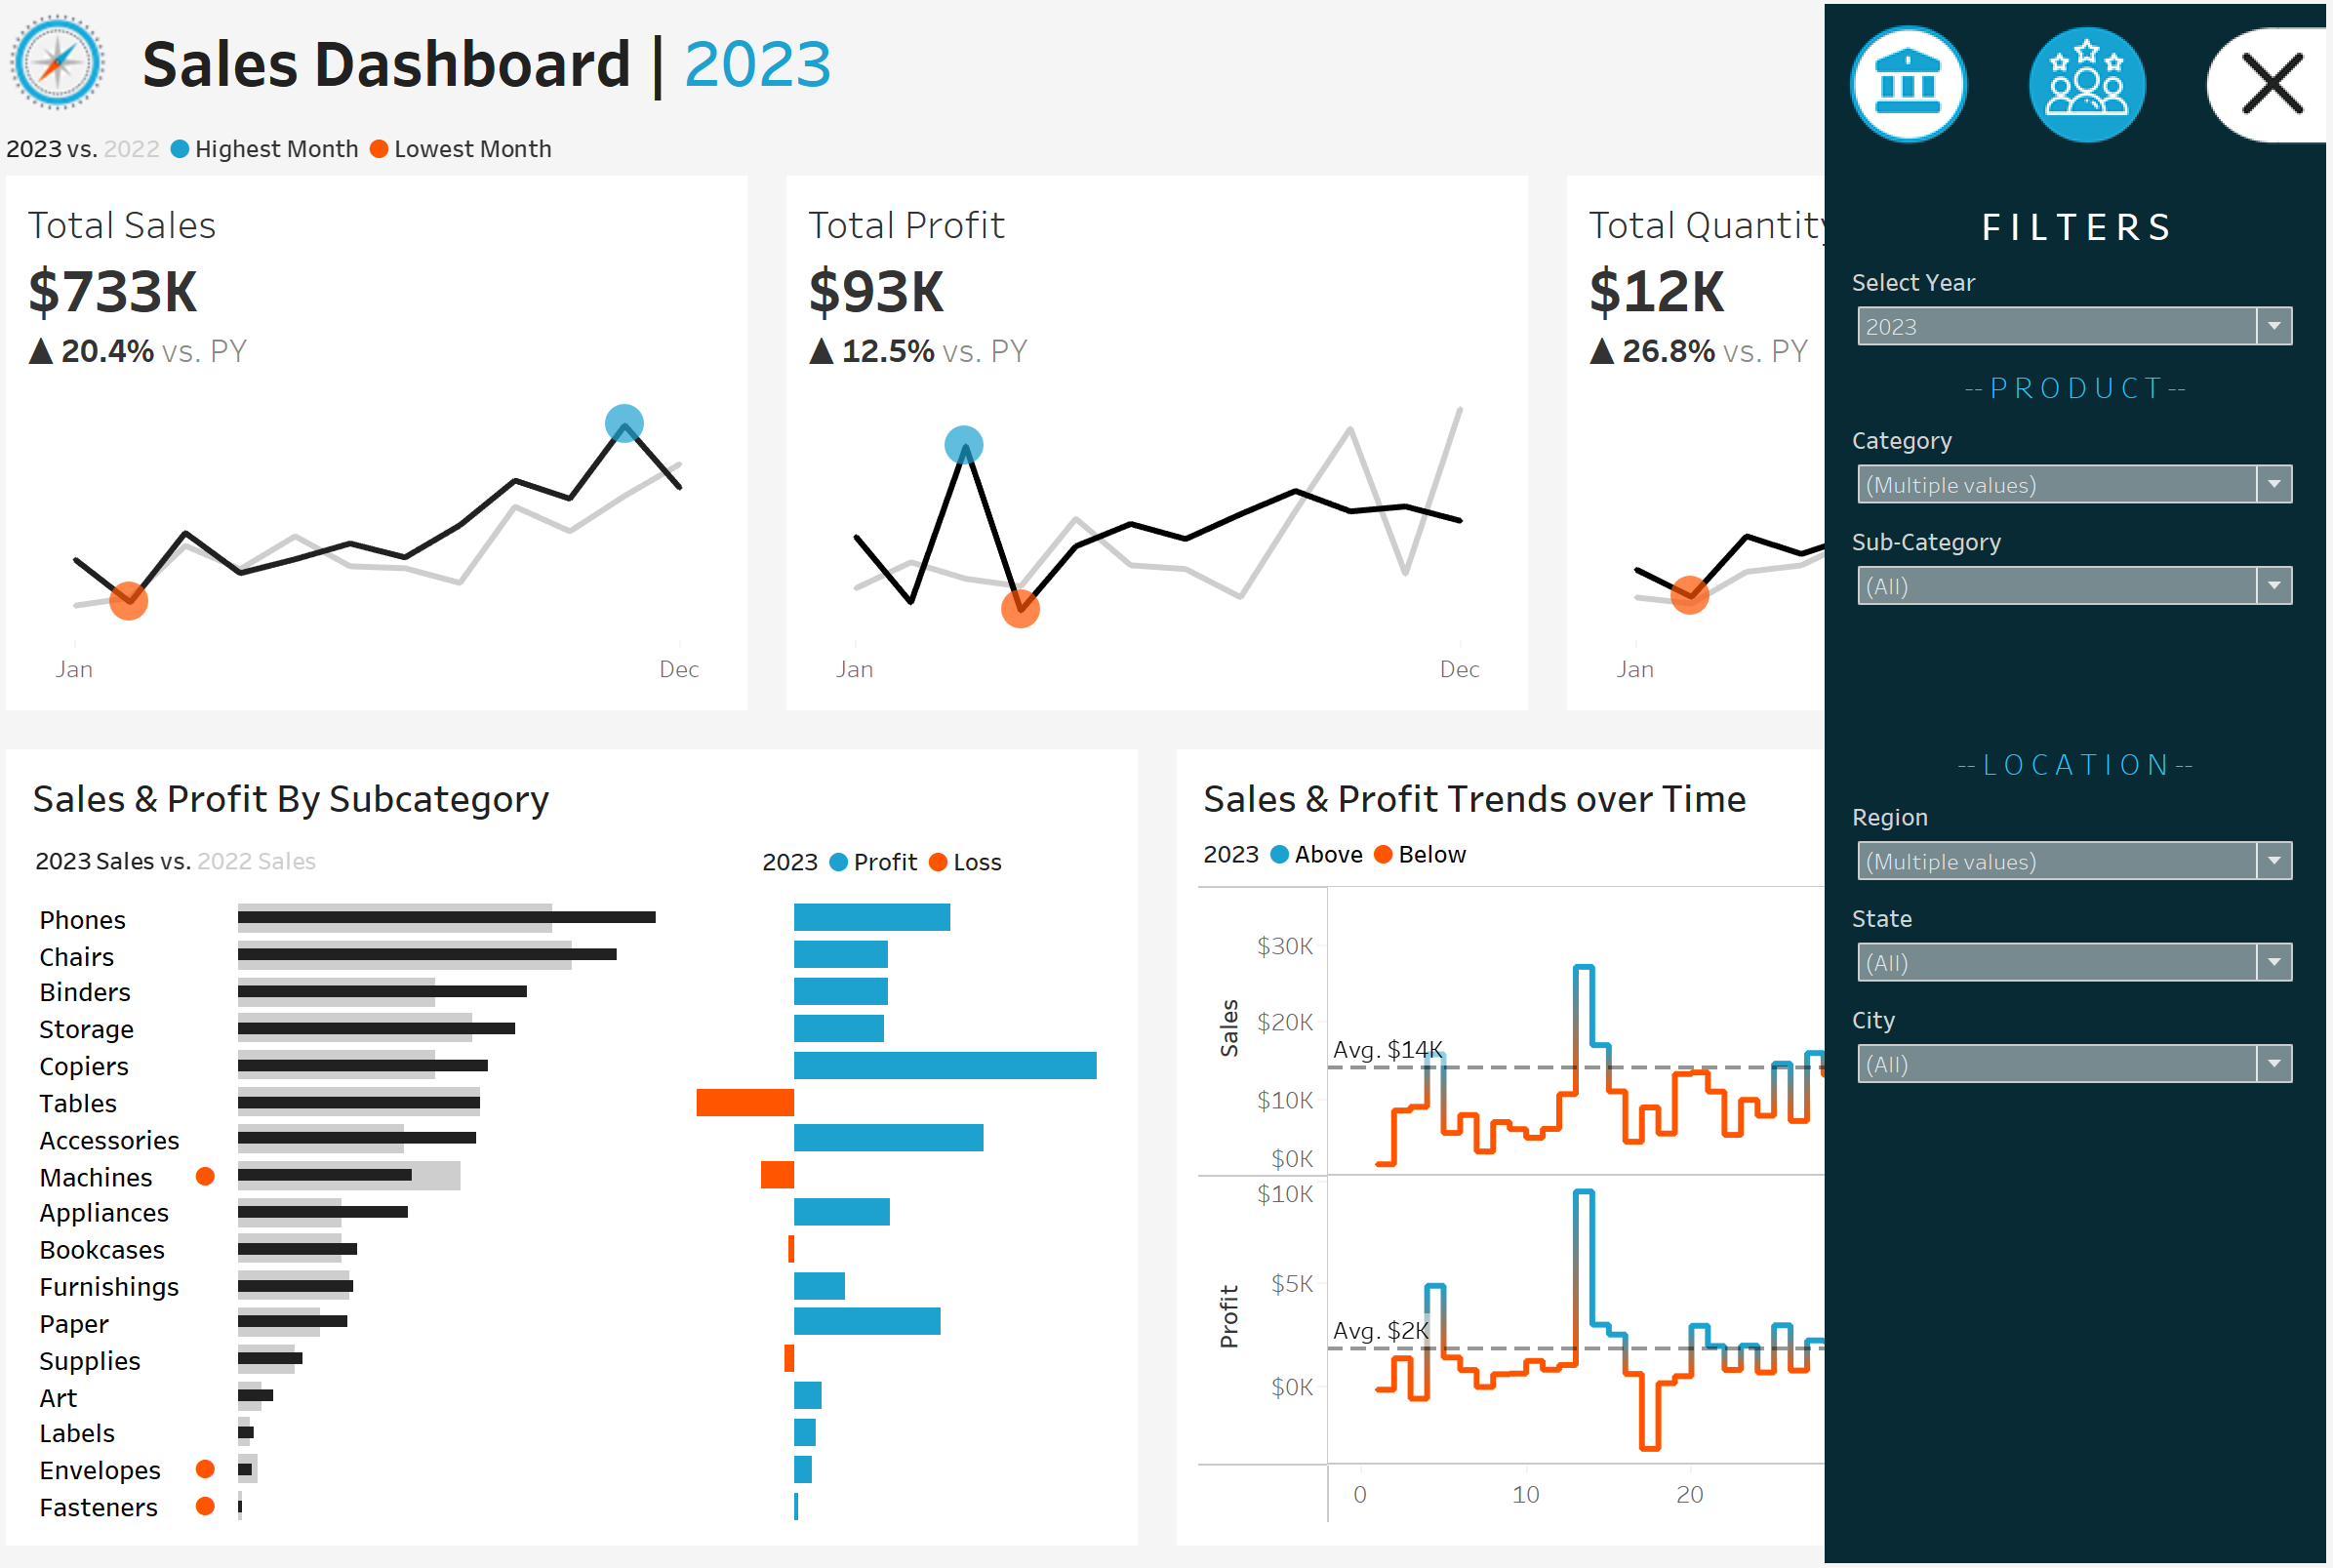 Sales Dashboard | 2023
2023 vs. 2022 Highest Month Lowest Month
Total Sales
$733K
▲ 20.4% vs. PY
Jan Dec
Total Profit
$93K
▲ 12.5% vs. PY
Jan Dec
Total Quantity
$12K
▲ 26.8% vs. PY
Jan
Sales & Profit By Subcategory
2023 Sales vs. 2022 Sales
2023 Profit Loss
Phones
Chairs
Binders
Storage
Copiers
Tables
Accessories
Machines
Appliances
Bookcases
Furnishings
Paper
Supplies
Art
Labels
Envelopes
Fasteners
Sales & Profit Trends over Time
2023 Above Below
Sales
$30K
$20K
Avg. $14K
$10K
$0K
Profit
$10K
$5K
Avg. $2K
$0K
0 10 20
FILTERS
Select Year
2023
--PRODUCT--
Category
(Multiple values)
Sub-Category
(All)
--LOCATION--
Region
(Multiple values)
State
(All)
City
(All)